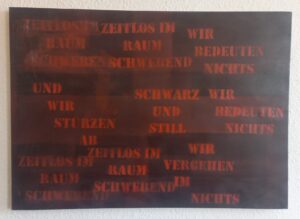 ZEITLOS IM ZEITLOS IM WIR
RAUM RAUM BEDEUTEN
SCHWEBEN SCHWEBEND NICHTS
UND SCHWARZ WIR
WIR UND BEDEUTEN
STÜRZEN STILL NICHTS
AB WIR
ZEITLOS IM ZEITLOS IM VERGEHEN
RAUM RAUM IM
SCHWEBEND SCHWEBEND NICHTS